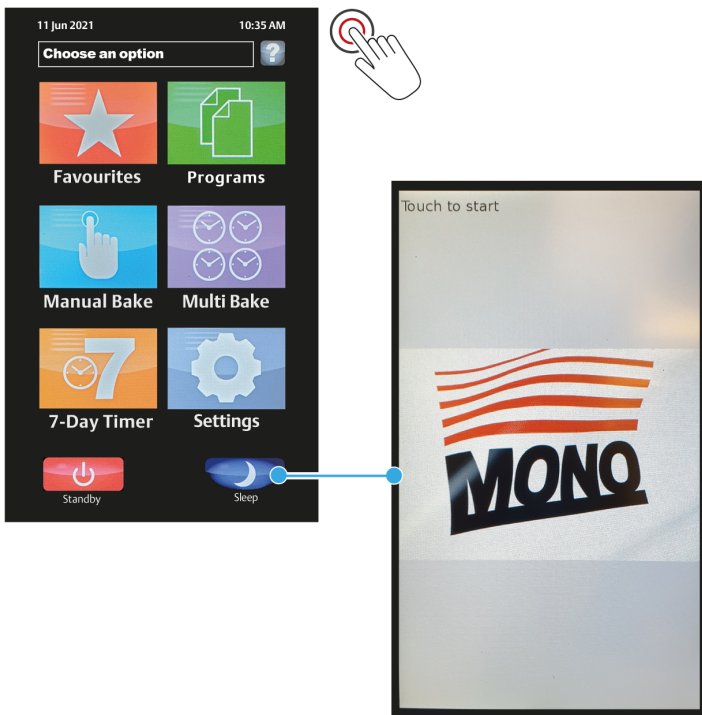 11 Jun 2021 10:35 AM
Choose an option
?
Favourites Programs
Manual Bake Multi Bake
7
7-Day Timer Settings
Standby Sleep
Touch to start
MONO